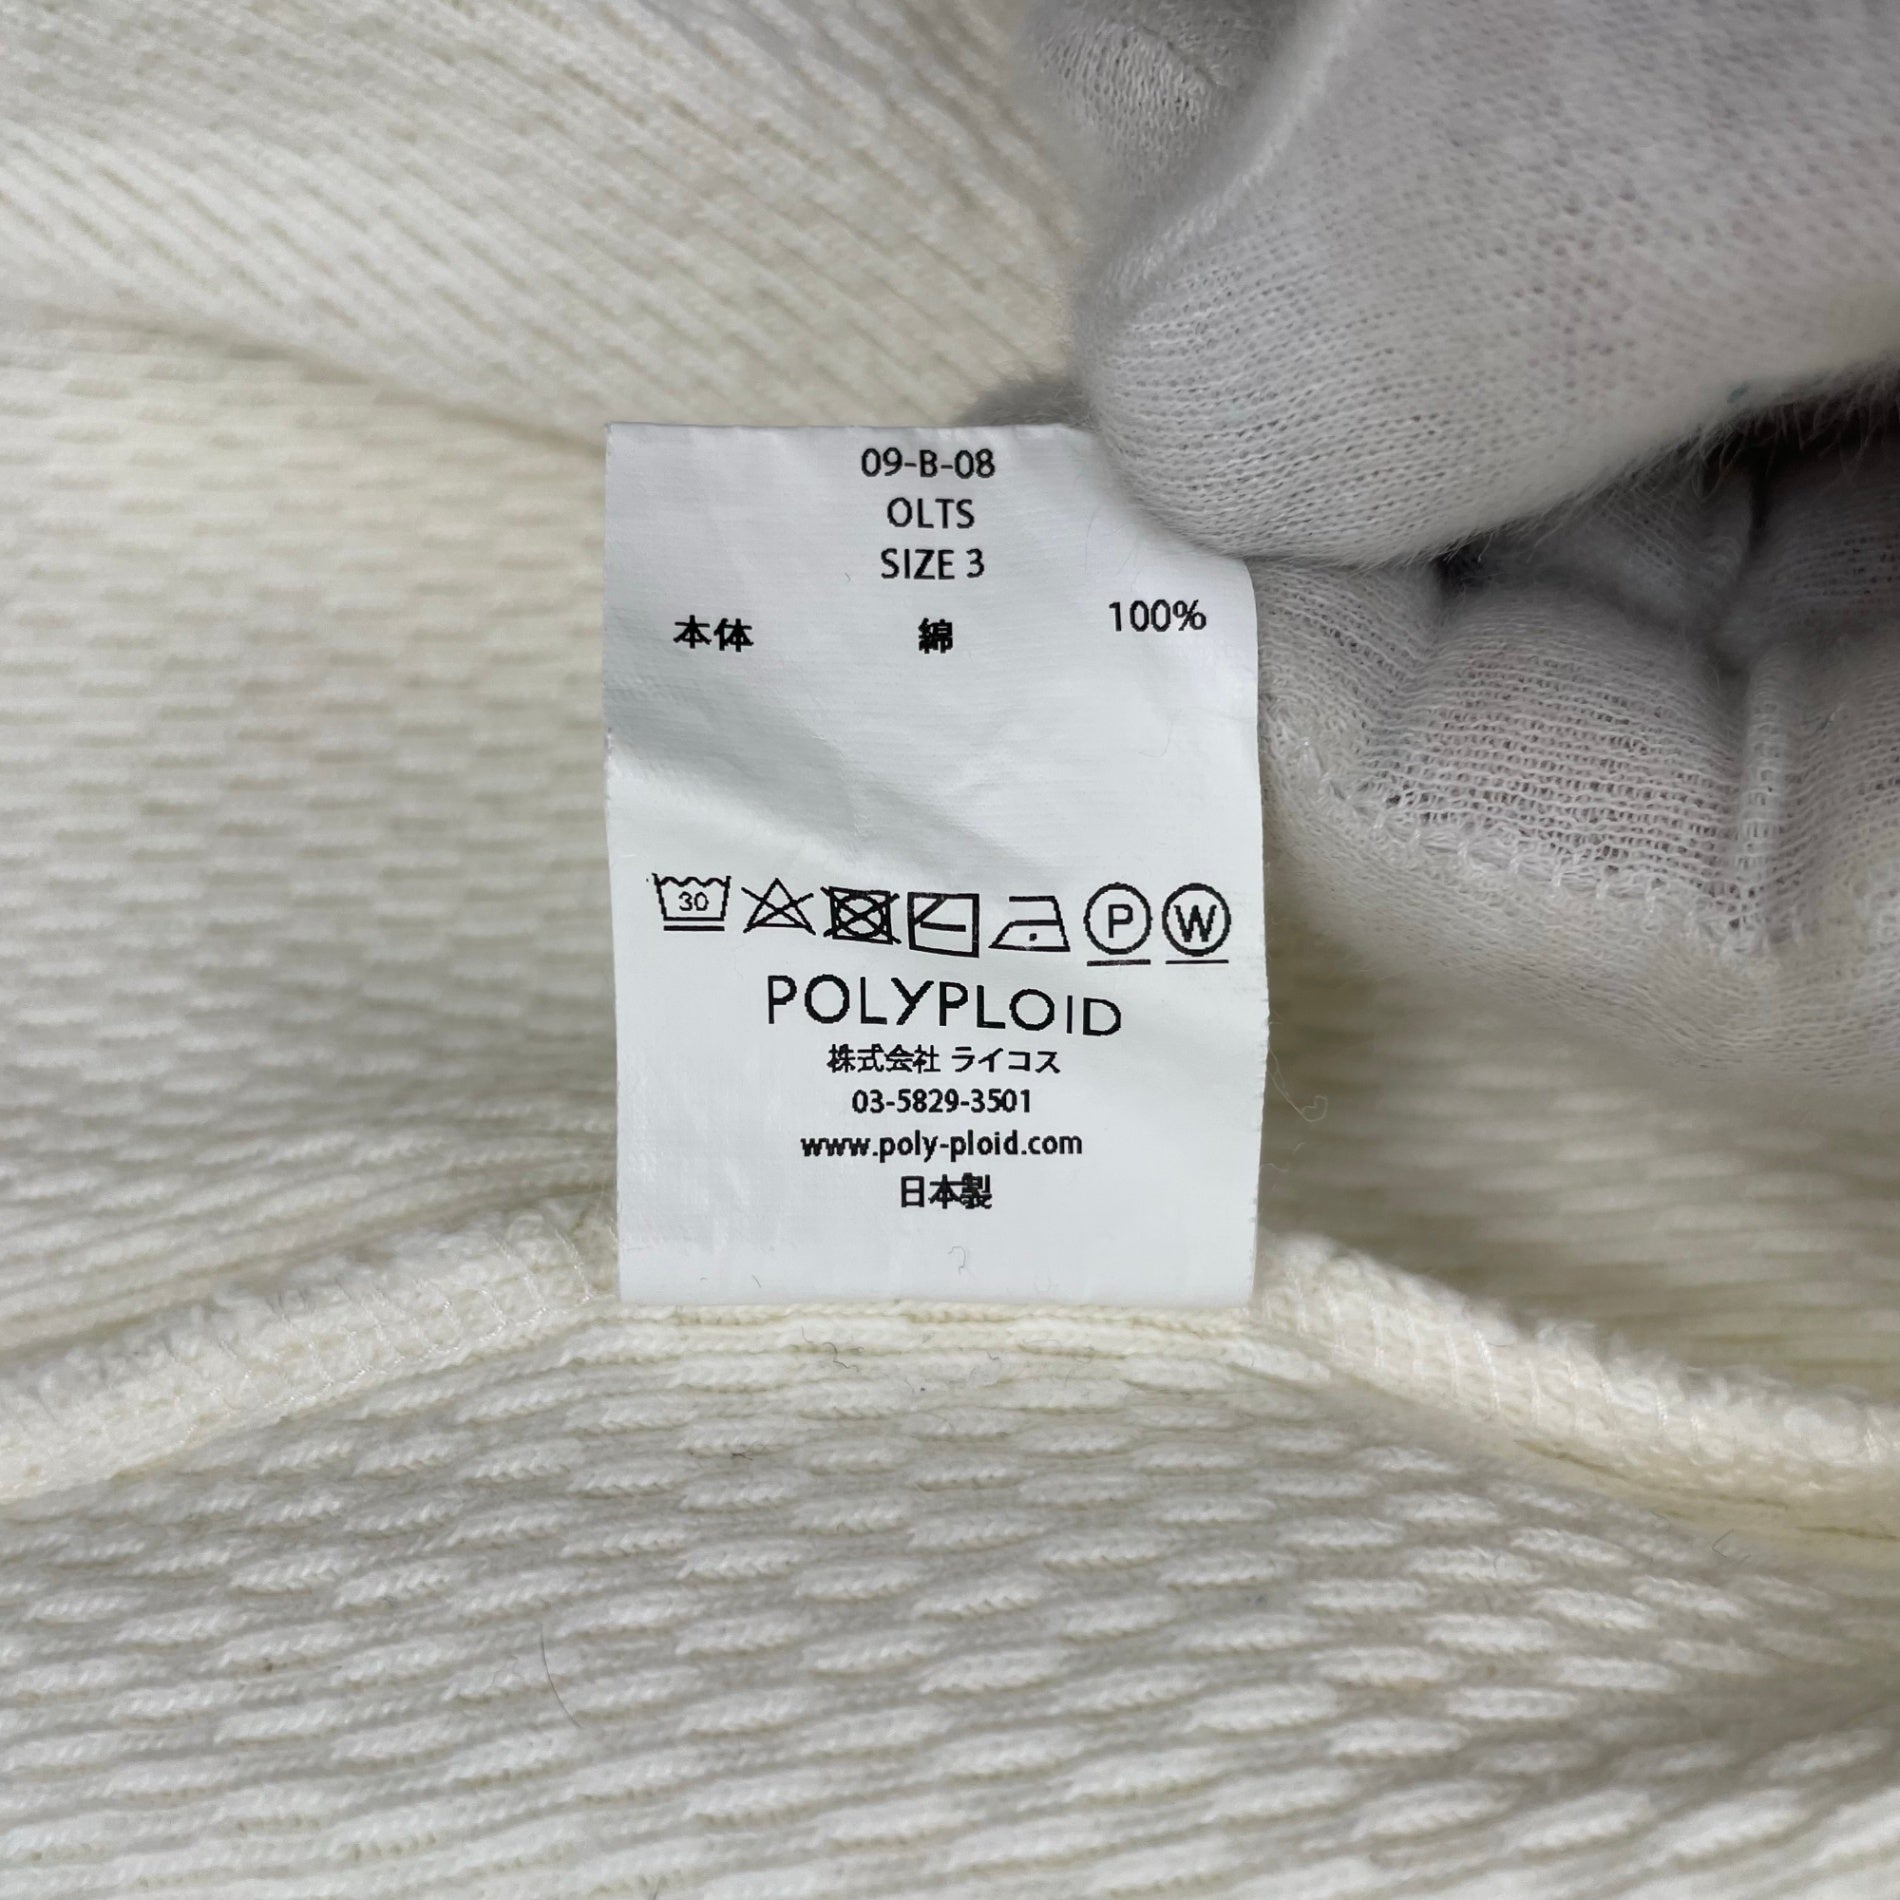 09-B-08
OLTS
SIZE 3
本体 綿 100%
30 P W
POLYPLOID
株式会社 ライコス
03-5829-3501
www.poly-ploid.com
日本製